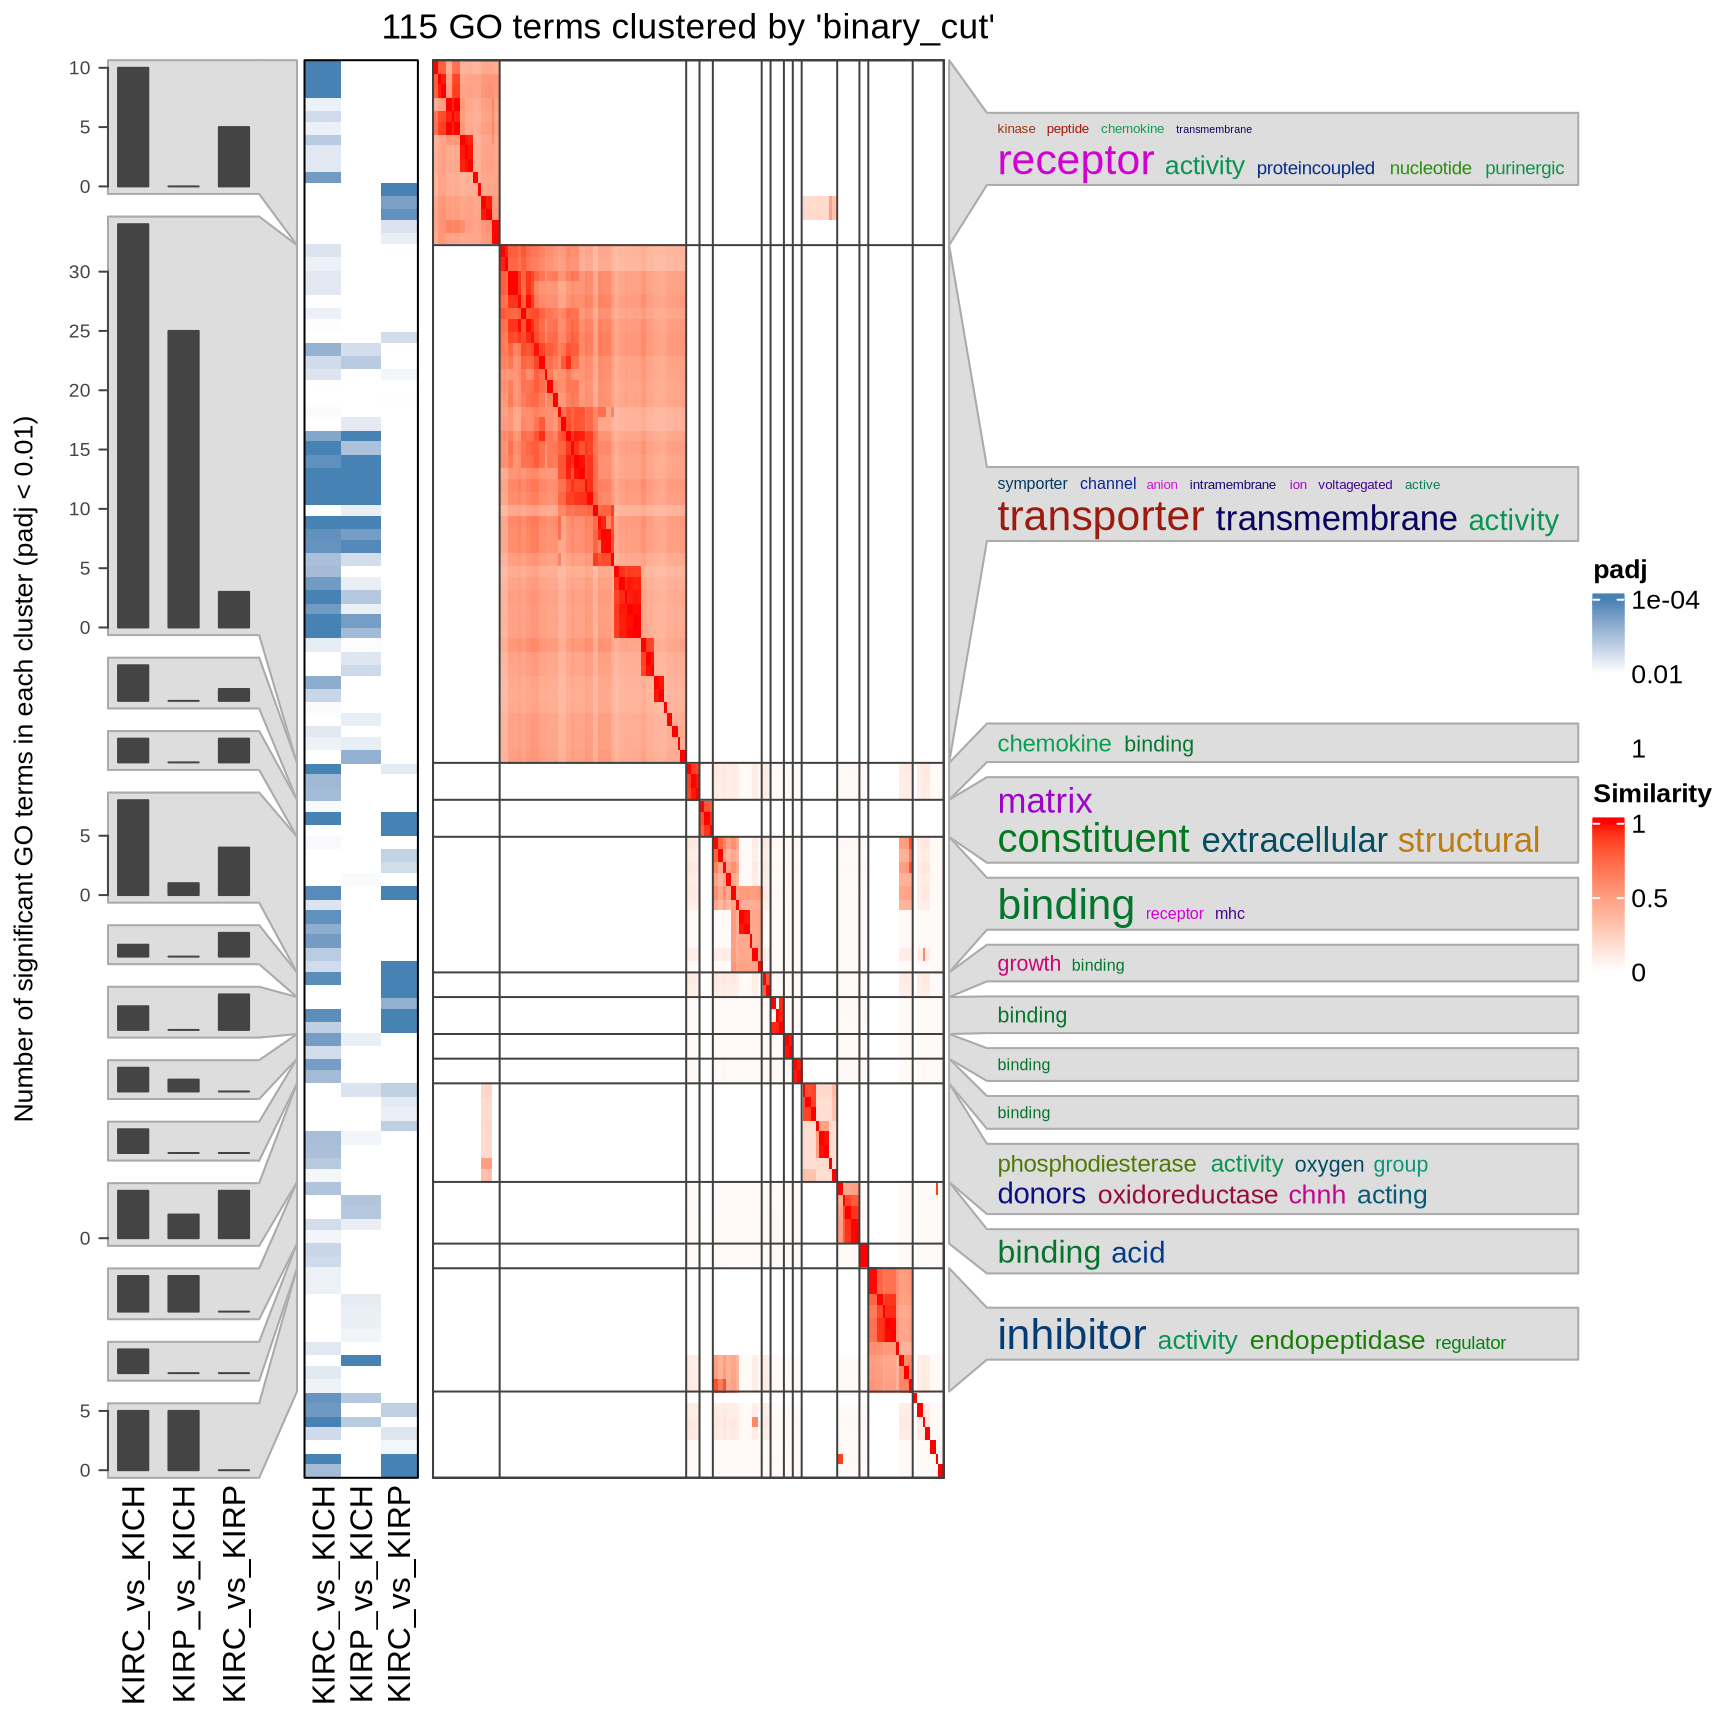 115 GO terms clustered by 'binary_cut'
Number of significant GO terms in each cluster (padj < 0.01)
10
5
0
30
25
20
15
10
5
0
5
0
0
5
0
KIRC_vs_KICH
KIRP_vs_KICH
KIRC_vs_KIRP
KIRC_vs_KICH
KIRP_vs_KICH
KIRC_vs_KIRP
kinase peptide chemokine transmembrane
receptor activity proteincoupled nucleotide purinergic
symporter channel anion intramembrane ion voltagegated active
transporter transmembrane activity
chemokine binding
matrix
constituent extracellular structural
binding receptor mhc
growth binding
binding
binding
binding
phosphodiesterase activity oxygen group
donors oxidoreductase chnh acting
binding acid
inhibitor activity endopeptidase regulator
padj
1e-04
0.01
1
Similarity
1
0.5
0